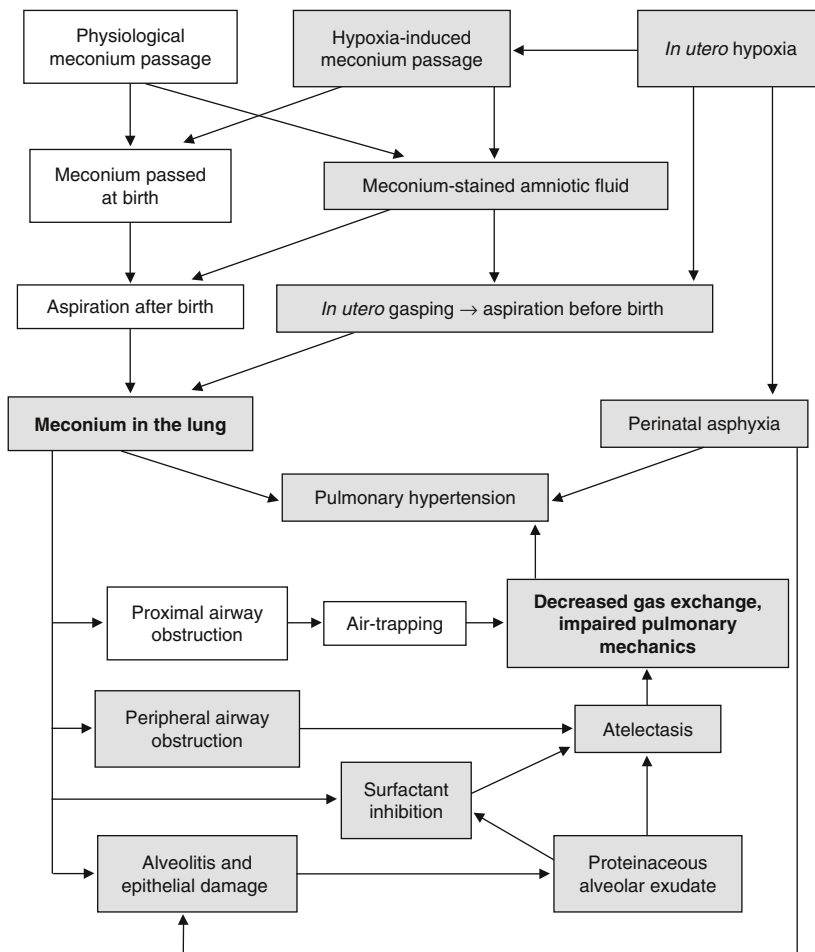 Physiological
meconium passage
Hypoxia-induced
meconium passage
In utero hypoxia
Meconium passed
at birth
Meconium-stained amniotic fluid
Aspiration after birth
In utero gasping → aspiration before birth
Meconium in the lung
Perinatal asphyxia
Pulmonary hypertension
Proximal airway
obstruction
Air-trapping
Decreased gas exchange,
impaired pulmonary
mechanics
Peripheral airway
obstruction
Atelectasis
Surfactant
inhibition
Alveolitis and
epithelial damage
Proteinaceous
alveolar exudate